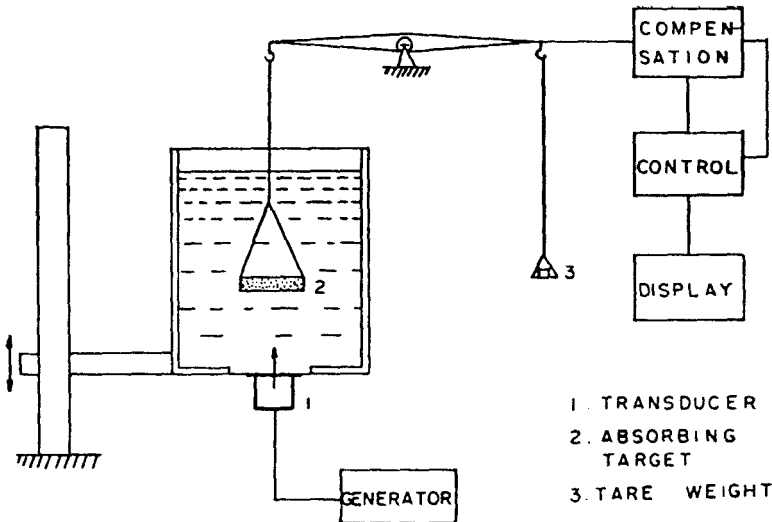 COMPEN
SATION
CONTROL
DISPLAY
2
3
1
GENERATOR
1. TRANSDUCER
2. ABSORBING
TARGET
3. TARE WEIGHT